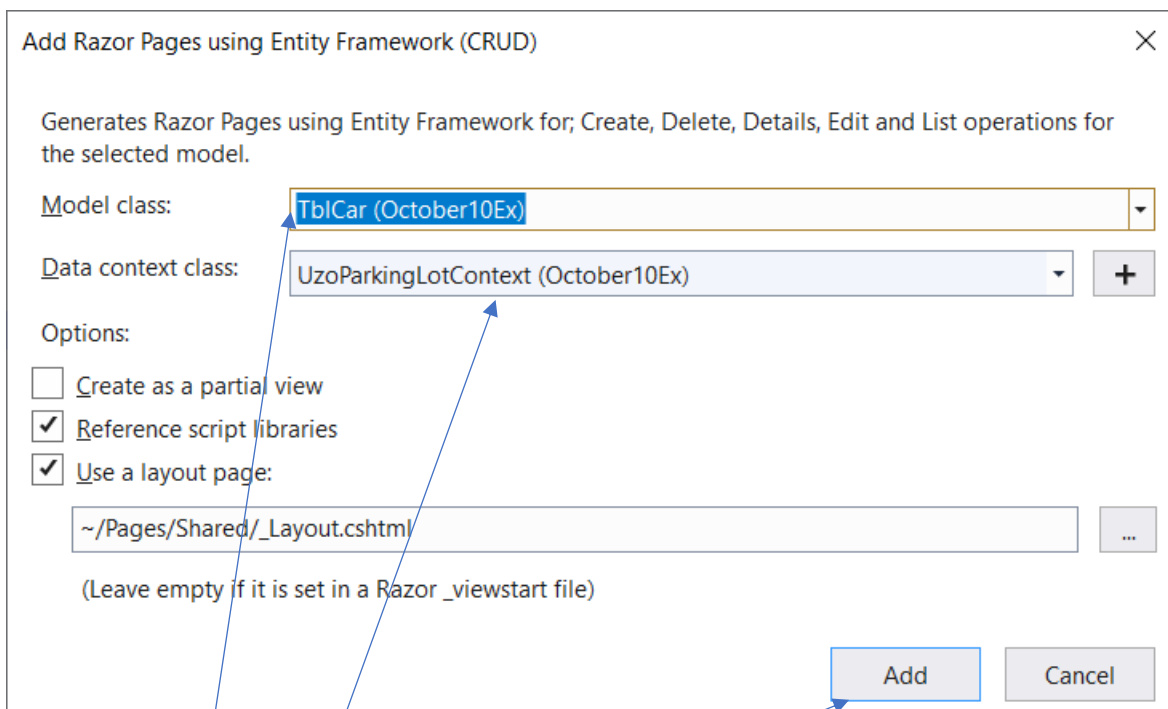 Add Razor Pages using Entity Framework (CRUD)
Generates Razor Pages using Entity Framework for; Create, Delete, Details, Edit and List operations for
the selected model.
Model class:
TblCar (October10Ex)
Data context class:
UzoParkingLotContext (October10Ex)
+
Options:
Create as a partial view
Reference script libraries
Use a layout page:
~/Pages/Shared/_Layout.cshtml
...
(Leave empty if it is set in a Razor _viewstart file)
Add
Cancel